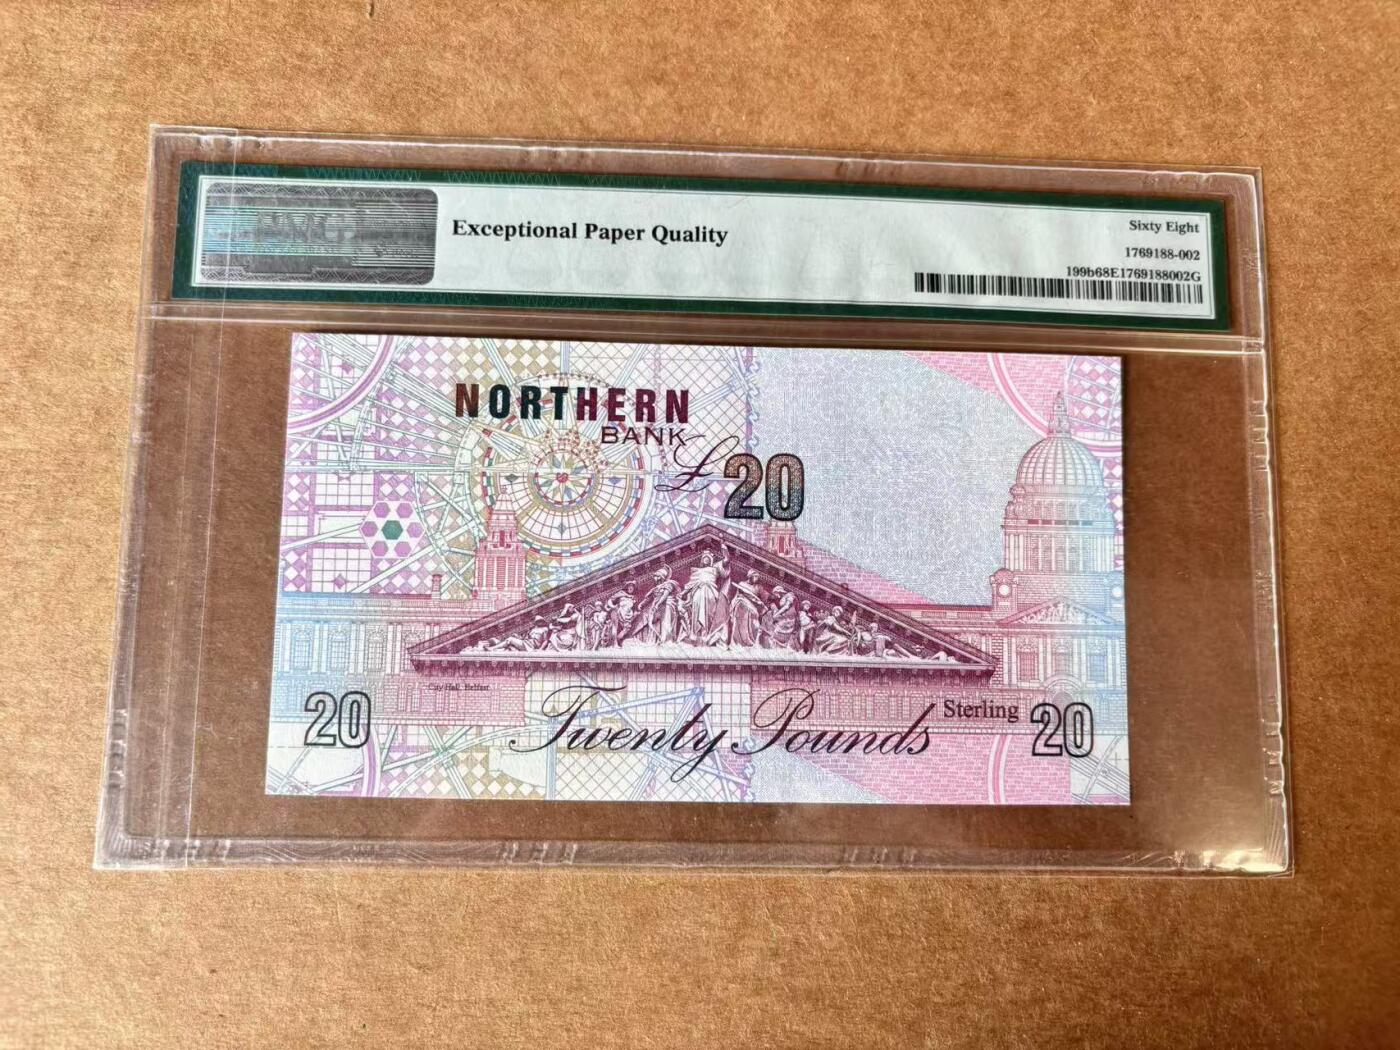 Exceptional Paper Quality
Sixty Eight
1769188-002
199b68E1769188002G
NORTHERN
BANK
£20
City Hall, Belfast
20
Twenty Pounds
Sterling
20